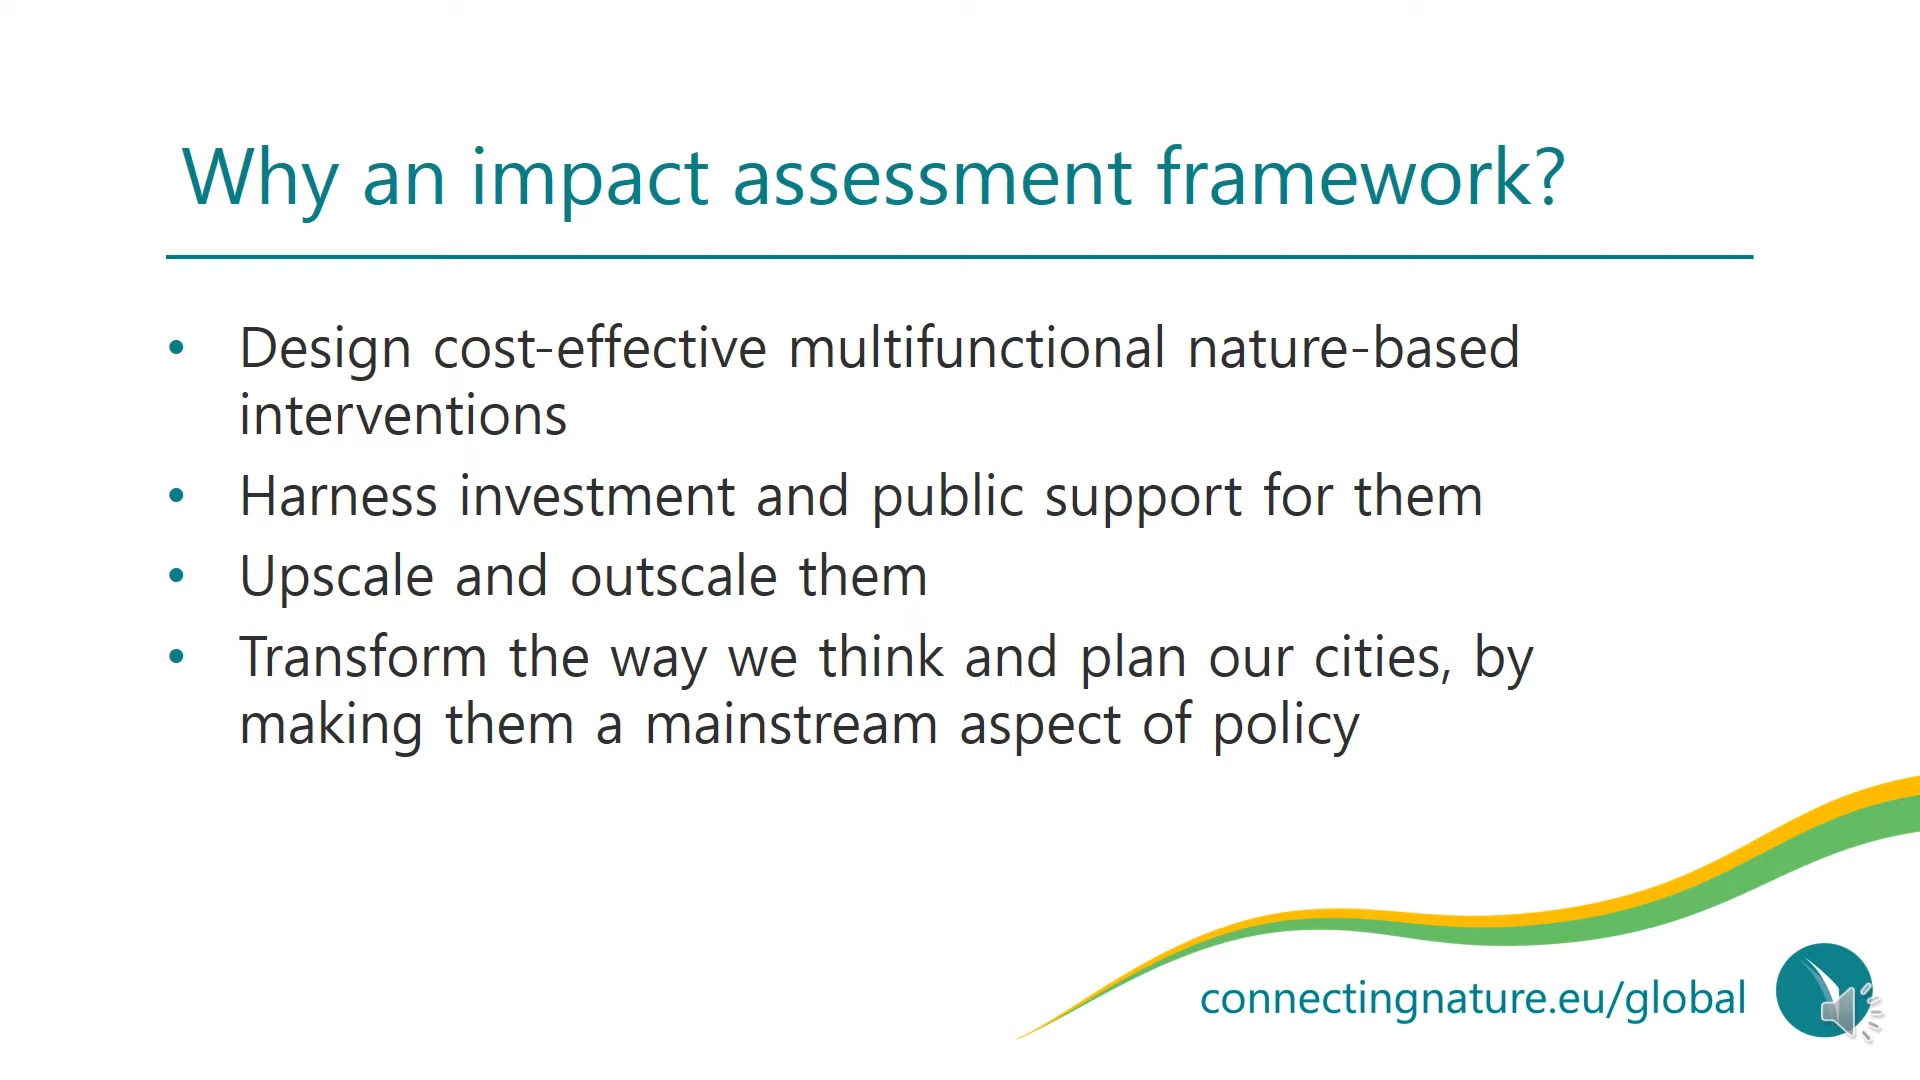 Why an impact assessment framework?
• Design cost-effective multifunctional nature-based
interventions
• Harness investment and public support for them
• Upscale and outscale them
• Transform the way we think and plan our cities, by
making them a mainstream aspect of policy
connectingnature.eu/global